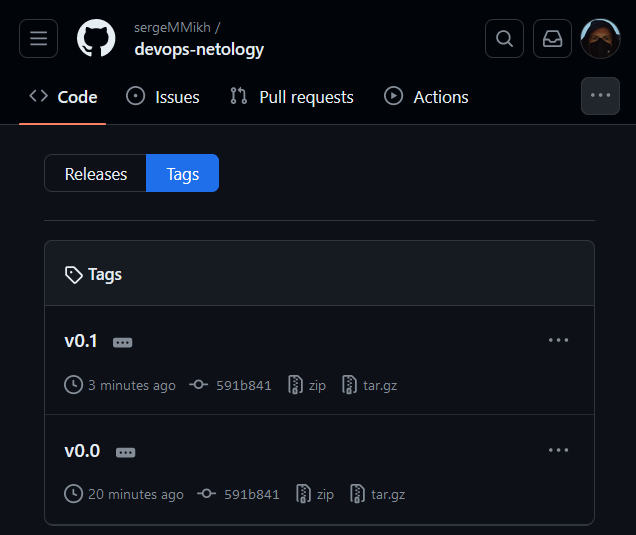 sergeMMikh /
devops-netology
Code Issues Pull requests Actions
Releases Tags
Tags
v0.1
3 minutes ago 591b841 zip tar.gz
v0.0
20 minutes ago 591b841 zip tar.gz